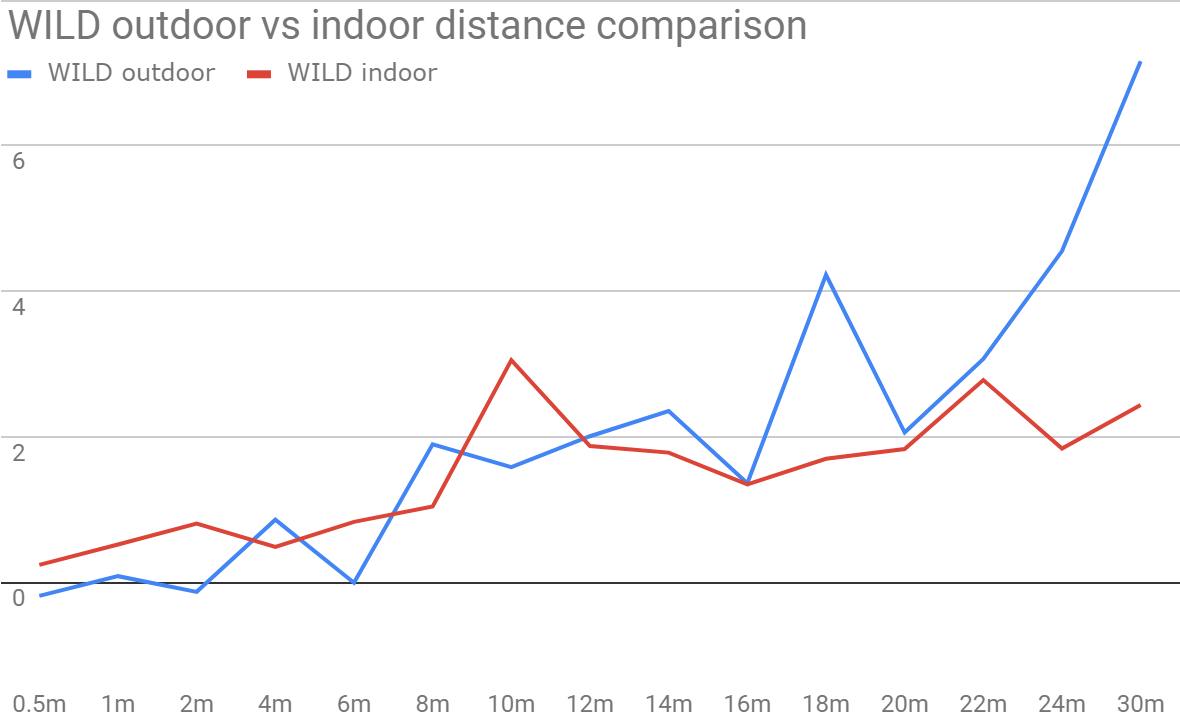 WILD outdoor vs indoor distance comparison
WILD outdoor WILD indoor
6
4
2
0
0.5m 1m 2m 4m 6m 8m 10m 12m 14m 16m 18m 20m 22m 24m 30m